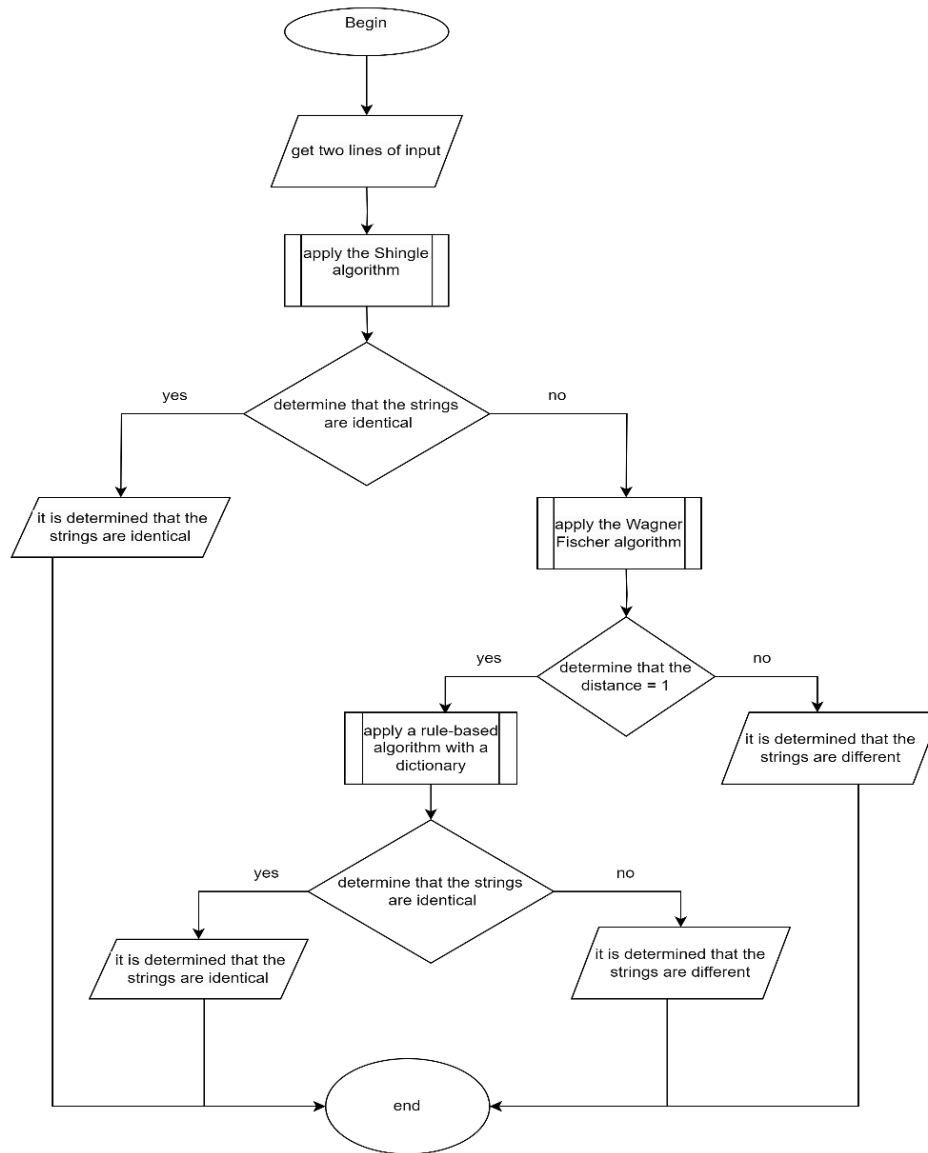 Begin
get two lines of input
apply the Shingle
algorithm
yes
no
determine that the strings
are identical
it is determined that the
strings are identical
apply the Wagner
Fischer algorithm
yes
no
determine that the
distance = 1
apply a rule-based
algorithm with a
dictionary
it is determined that the
strings are different
yes
no
determine that the strings
are identical
it is determined that the
strings are identical
it is determined that the
strings are different
end